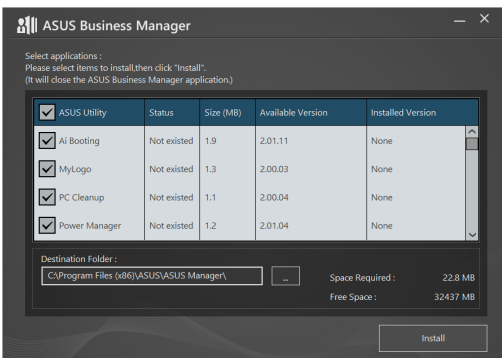 ASUS Business Manager
Select applications :
Please select items to install,then click "Install".
(It will close the ASUS Business Manager application.)
ASUS Utility Status Size (MB) Available Version Installed Version
Ai Booting Not existed 1.9 2.01.11 None
MyLogo Not existed 1.3 2.00.03 None
PC Cleanup Not existed 1.1 2.00.04 None
Power Manager Not existed 1.2 2.01.04 None
Destination Folder :
C:\Program Files (x86)\ASUS\ASUS Manager\ ...
Space Required : 22.8 MB
Free Space : 32437 MB
Install